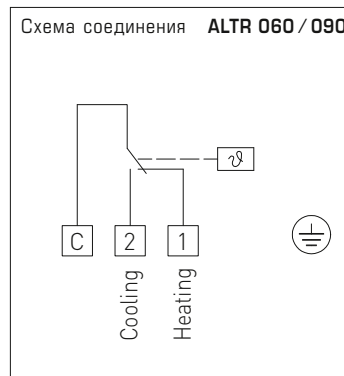 Схема соединения ALTR 060 / 090
ϑ
C 2 1
Cooling
Heating